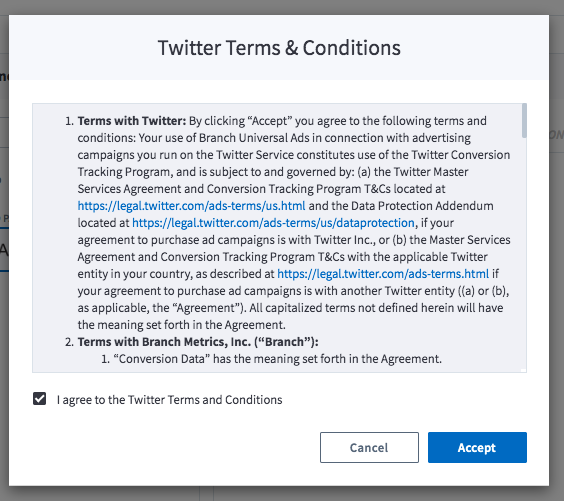 Twitter Terms & Conditions
1. Terms with Twitter: By clicking “Accept” you agree to the following terms and
conditions: Your use of Branch Universal Ads in connection with advertising
campaigns you run on the Twitter Service constitutes use of the Twitter Conversion
Tracking Program, and is subject to and governed by: (a) the Twitter Master
Services Agreement and Conversion Tracking Program T&Cs located at
https://legal.twitter.com/ads-terms/us.html and the Data Protection Addendum
located at https://legal.twitter.com/ads-terms/us/dataprotection, if your
agreement to purchase ad campaigns is with Twitter Inc., or (b) the Master Services
Agreement and Conversion Tracking Program T&Cs with the applicable Twitter
entity in your country, as described at https://legal.twitter.com/ads-terms.html if
your agreement to purchase ad campaigns is with another Twitter entity ((a) or (b),
as applicable, the “Agreement”). All capitalized terms not defined herein will have
the meaning set forth in the Agreement.
2. Terms with Branch Metrics, Inc. (“Branch”):
1. “Conversion Data” has the meaning set forth in the Agreement.
I agree to the Twitter Terms and Conditions
Cancel
Accept